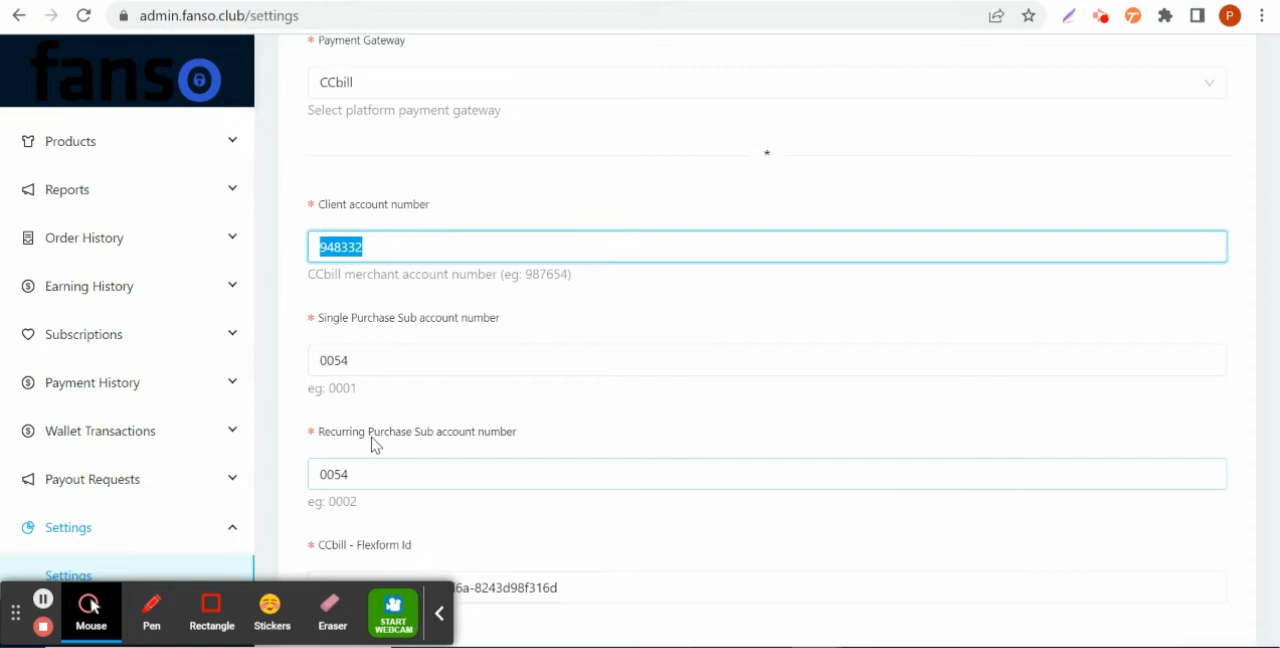 admin.fanso.club/settings
P
fanso
Products
Reports
Order History
Earning History
Subscriptions
Payment History
Wallet Transactions
Payout Requests
Settings
Settings
* Payment Gateway
CCbill
Select platform payment gateway
*
* Client account number
948332
CCbill merchant account number (eg: 987654)
* Single Purchase Sub account number
0054
eg: 0001
* Recurring Purchase Sub account number
0054
eg: 0002
* CCbill - Flexform Id
6a-8243d98f316d
Mouse
Pen
Rectangle
Stickers
Eraser
START
WEBCAM